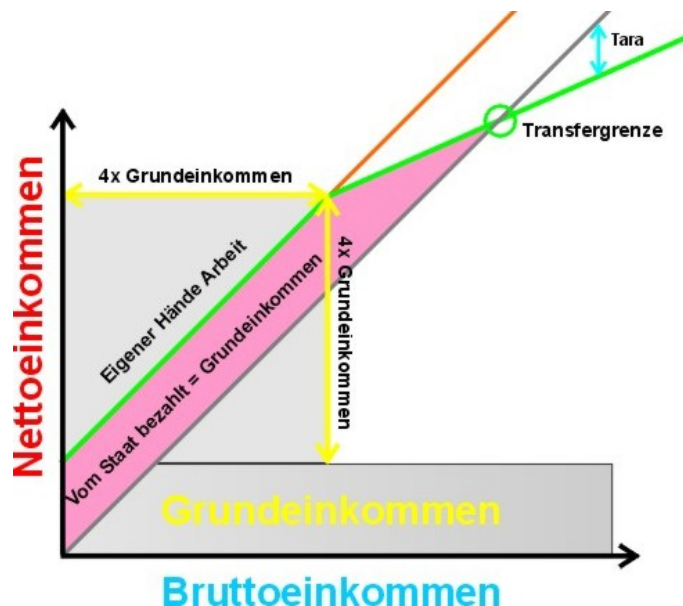 Tara
Transfergrenze
4x Grundeinkommen
Nettoeinkommen
Eigener Hände Arbeit
4x Grundeinkommen
Vom Staat bezahlt = Grundeinkommen
Grundeinkommen
Bruttoeinkommen